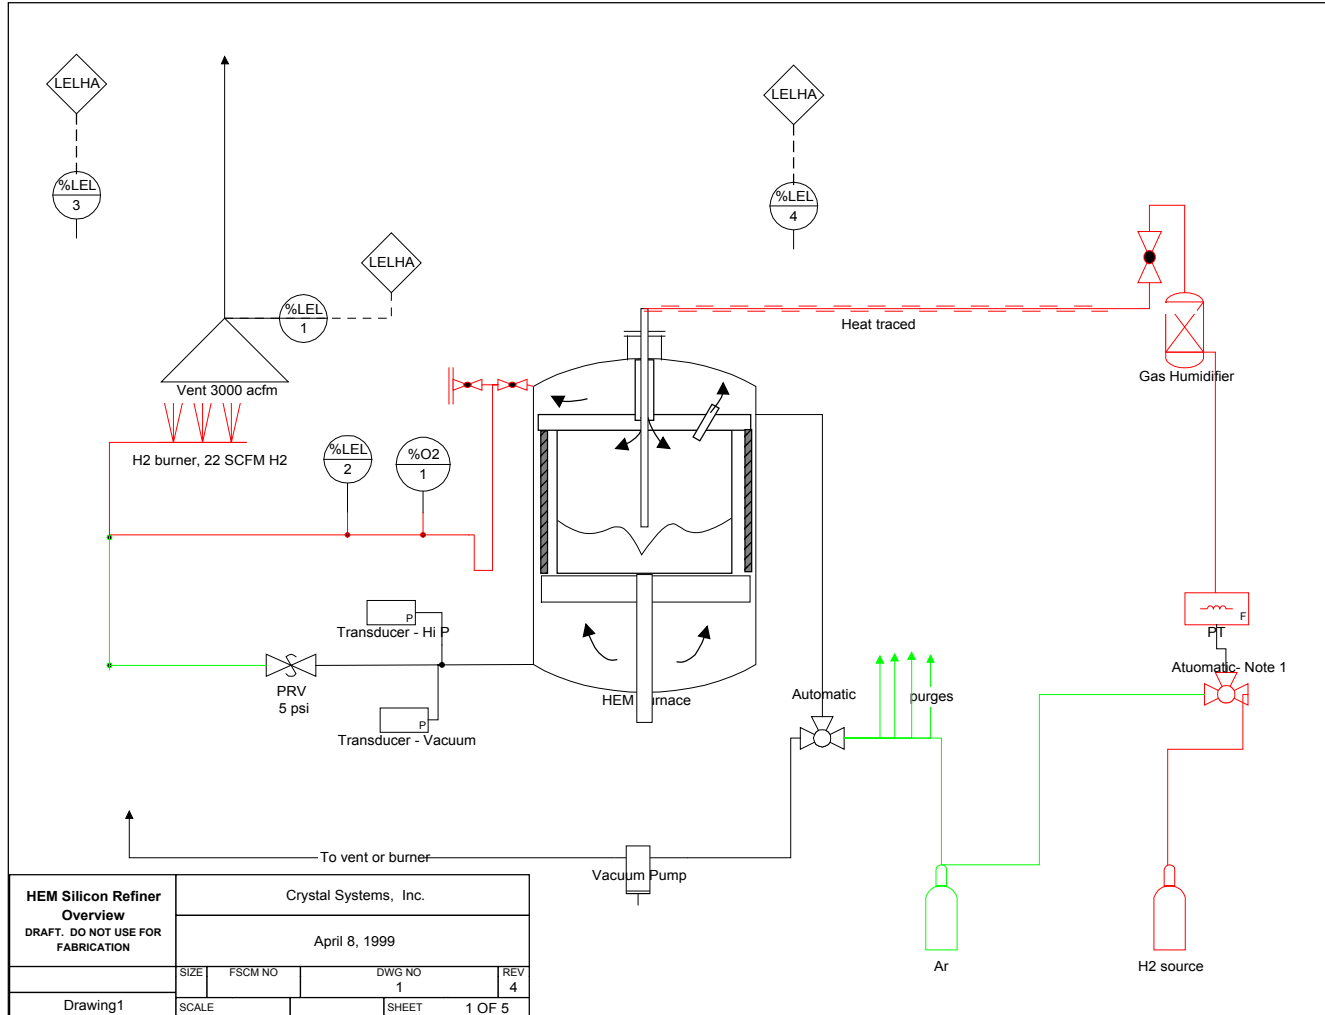 LELHA
%LEL
3
LELHA
%LEL
4
LELHA
%LEL
1
Vent 3000 acfm
H2 burner, 22 SCFM H2
%LEL
2
%O2
1
Heat traced
Gas Humidifier
P
Transducer - Hi P
PRV
5 psi
P
Transducer - Vacuum
HEM Furnace
Automatic
purges
F
PT
Atuomatic- Note 1
To vent or burner
Vacuum Pump
Ar
H2 source
HEM Silicon Refiner
Overview
DRAFT. DO NOT USE FOR
FABRICATION
Crystal Systems, Inc.
April 8, 1999
SIZE
FSCM NO
DWG NO
1
REV
4
Drawing1
SCALE
SHEET
1 OF 5